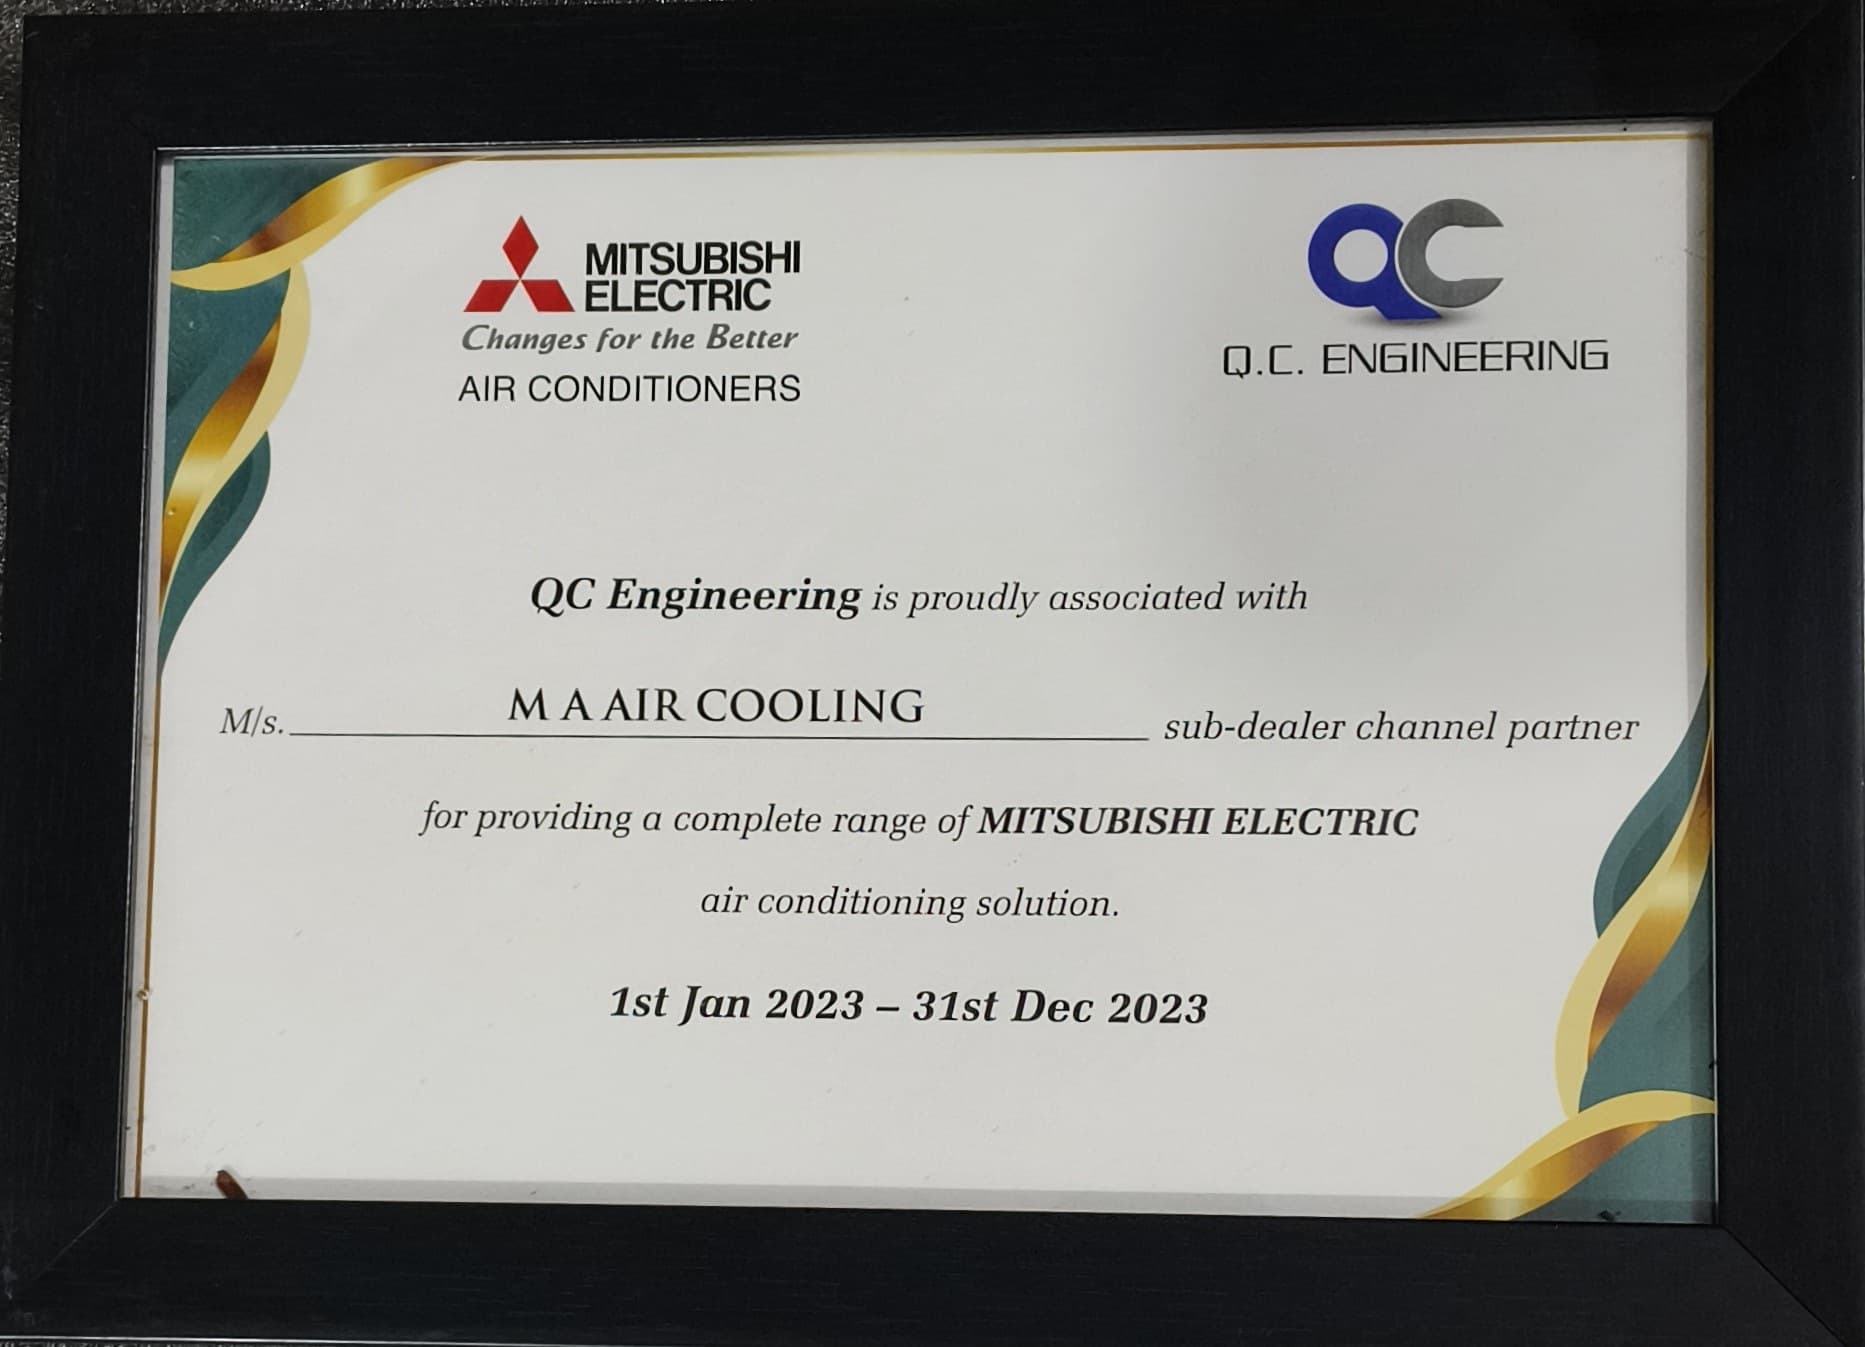 MITSUBISHI
ELECTRIC
Changes for the Better
AIR CONDITIONERS
QC
Q.C. ENGINEERING
QC Engineering is proudly associated with
M/s. M A AIR COOLING sub-dealer channel partner
for providing a complete range of MITSUBISHI ELECTRIC
air conditioning solution.
1st Jan 2023 – 31st Dec 2023